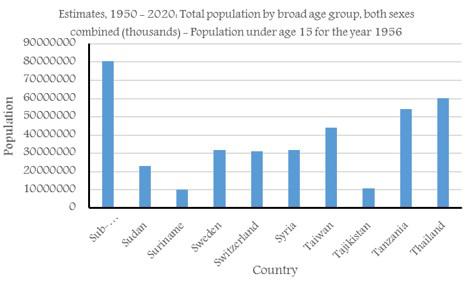 Estimates, 1950 - 2020: Total population by broad age group, both sexes
combined (thousands) - Population under age 15 for the year 1956
90000000
80000000
70000000
60000000
50000000
40000000
30000000
20000000
10000000
0
Population
Sub-...
Sudan
Suriname
Sweden
Switzerland
Syria
Taiwan
Tajikistan
Tanzania
Thailand
Country